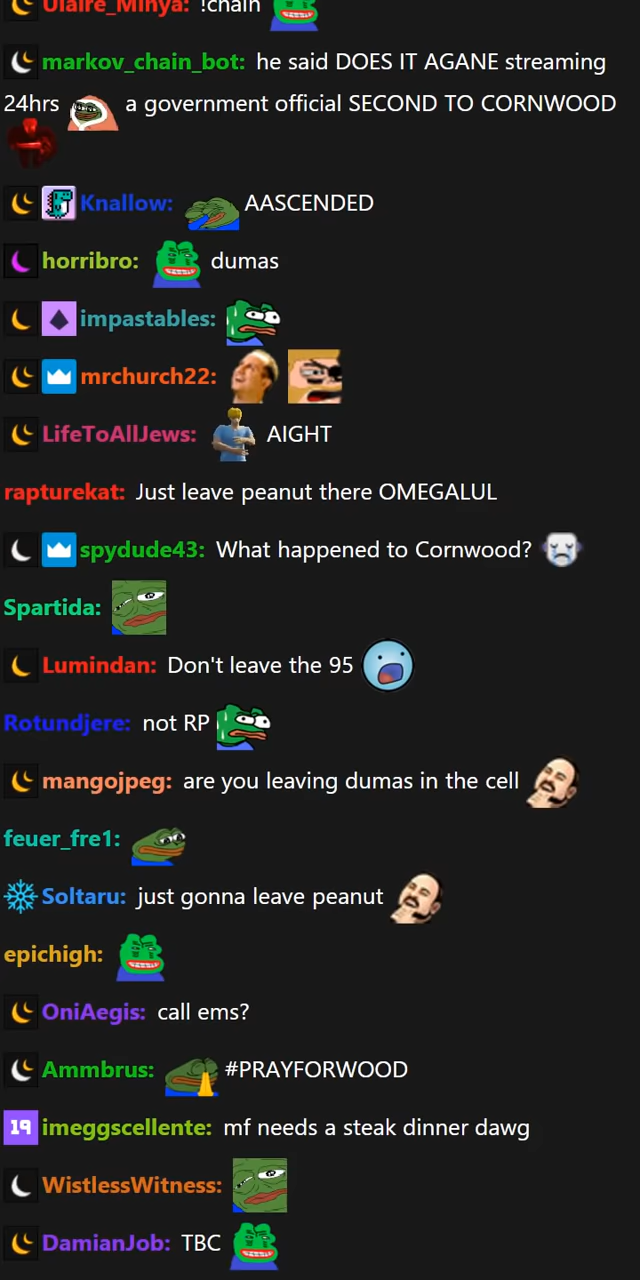 Ulaire_Minya: !chain
markov_chain_bot: he said DOES IT AGANE streaming
24hrs a government official SECOND TO CORNWOOD
Knallow: AASCENDED
horribro: dumas
impastables:
mrchurch22:
LifeToAllJews: AIGHT
rapturekat: Just leave peanut there OMEGALUL
spydude43: What happened to Cornwood?
Spartida:
Lumindan: Don't leave the 95
Rotundjere: not RP
mangojpeg: are you leaving dumas in the cell
feuer_fre1:
Soltaru: just gonna leave peanut
epichigh:
OniAegis: call ems?
Ammbrus: #PRAYFORWOOD
19 imeggscellente: mf needs a steak dinner dawg
WistlessWitness:
DamianJob: TBC